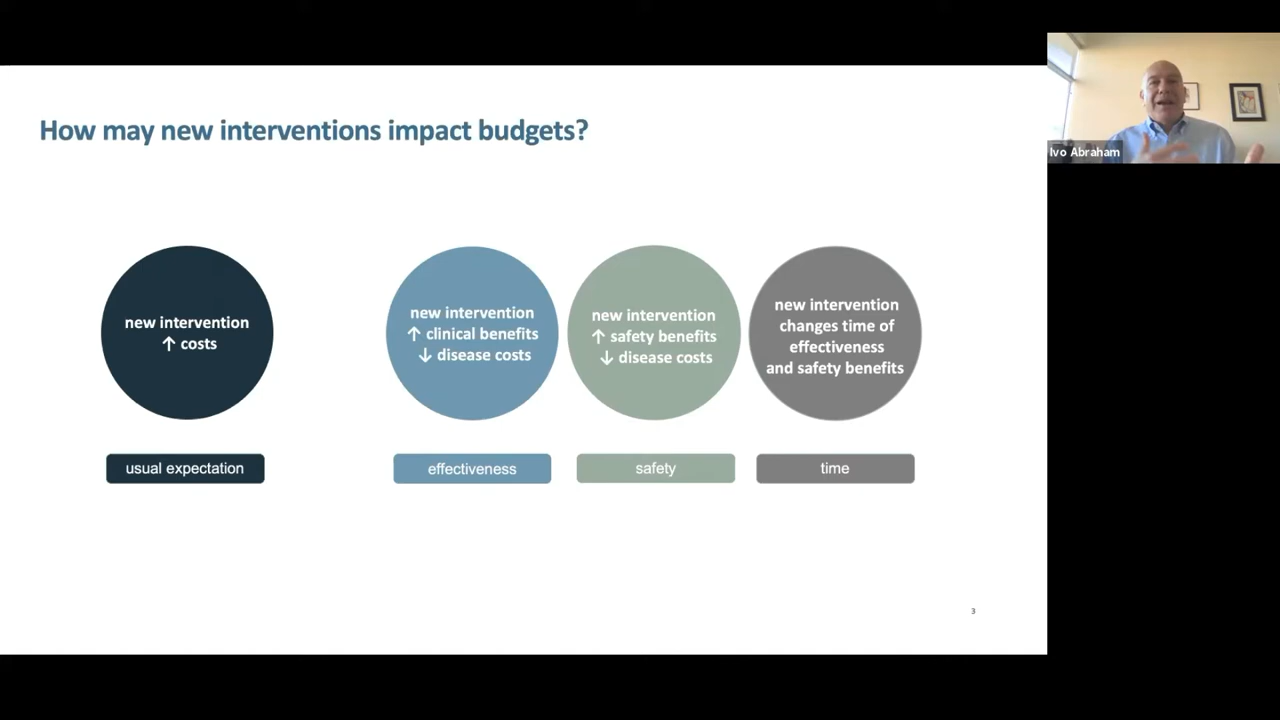 How may new interventions impact budgets?
Ivo Abraham
new intervention
↑ costs
new intervention
↑ clinical benefits
↓ disease costs
new intervention
↑ safety benefits
↓ disease costs
new intervention
changes time of
effectiveness
and safety benefits
usual expectation
effectiveness
safety
time
3